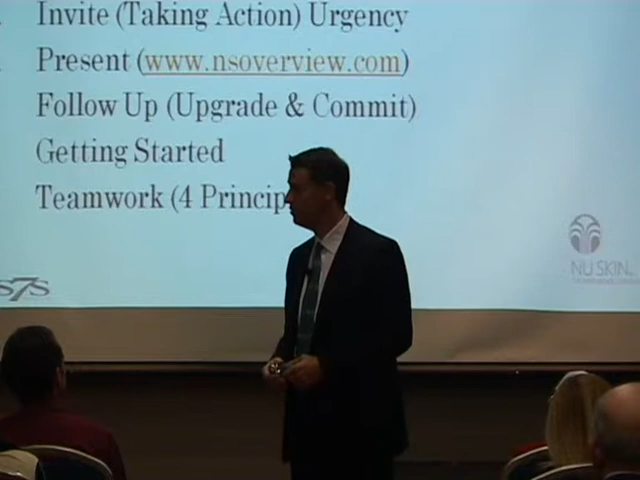 Invite (Taking Action) Urgency
Present (www.nsoverview.com)
Follow Up (Upgrade & Commit)
Getting Started
Teamwork (4 Princip
NU SKIN
S7S